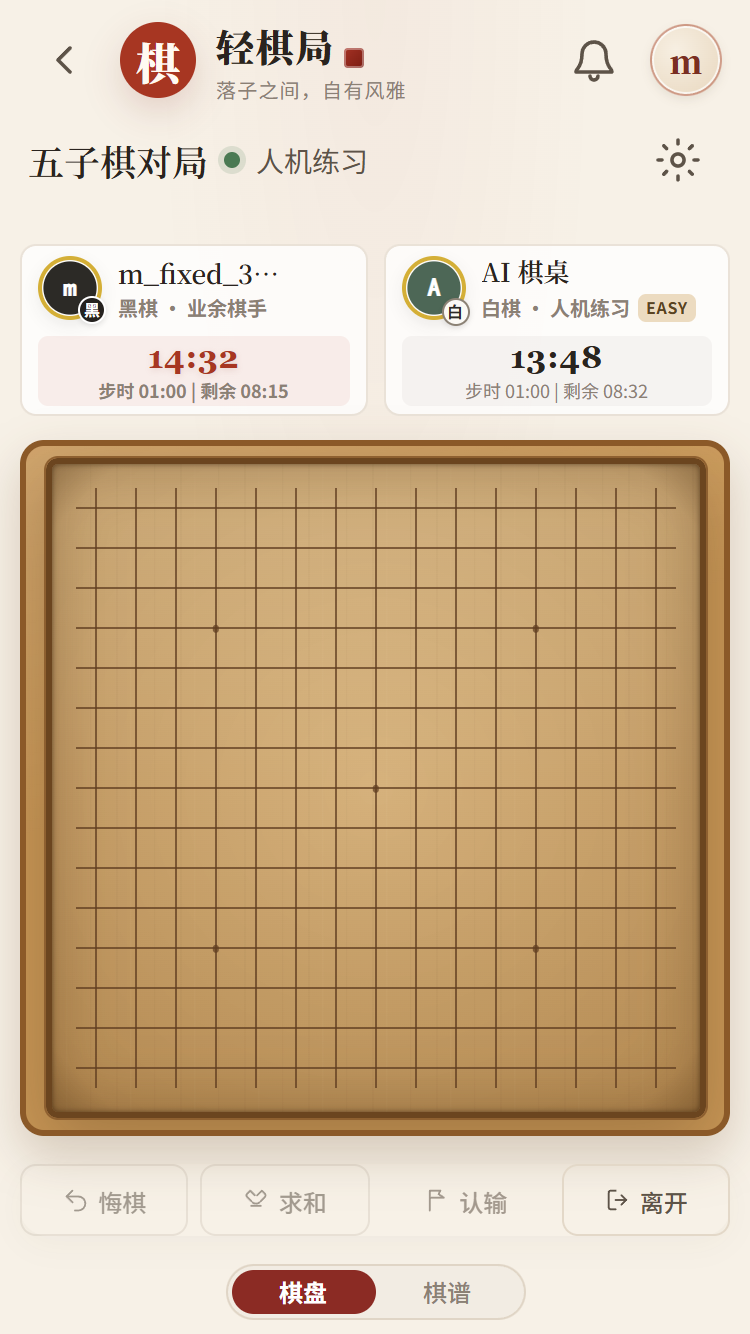 棋
轻棋局
落子之间，自有风雅
m
五子棋对局
人机练习
m
黑
m_fixed_3…
黑棋 • 业余棋手
14:32
步时 01:00 | 剩余 08:15
A
白
AI 棋桌
白棋 • 人机练习 EASY
13:48
步时 01:00 | 剩余 08:32
悔棋
求和
认输
离开
棋盘
棋谱